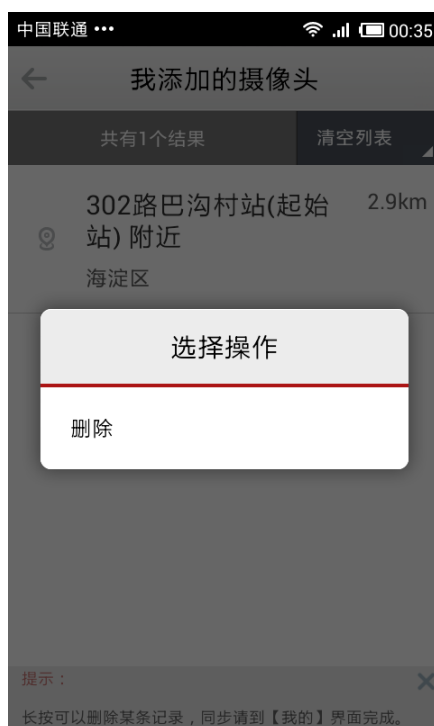 中国联通 ••• 00:35
我添加的摄像头
共有1个结果 清空列表
302路巴沟村站(起始 2.9km
站) 附近
海淀区
选择操作
删除
提示：
长按可以删除某条记录，同步请到【我的】界面完成。